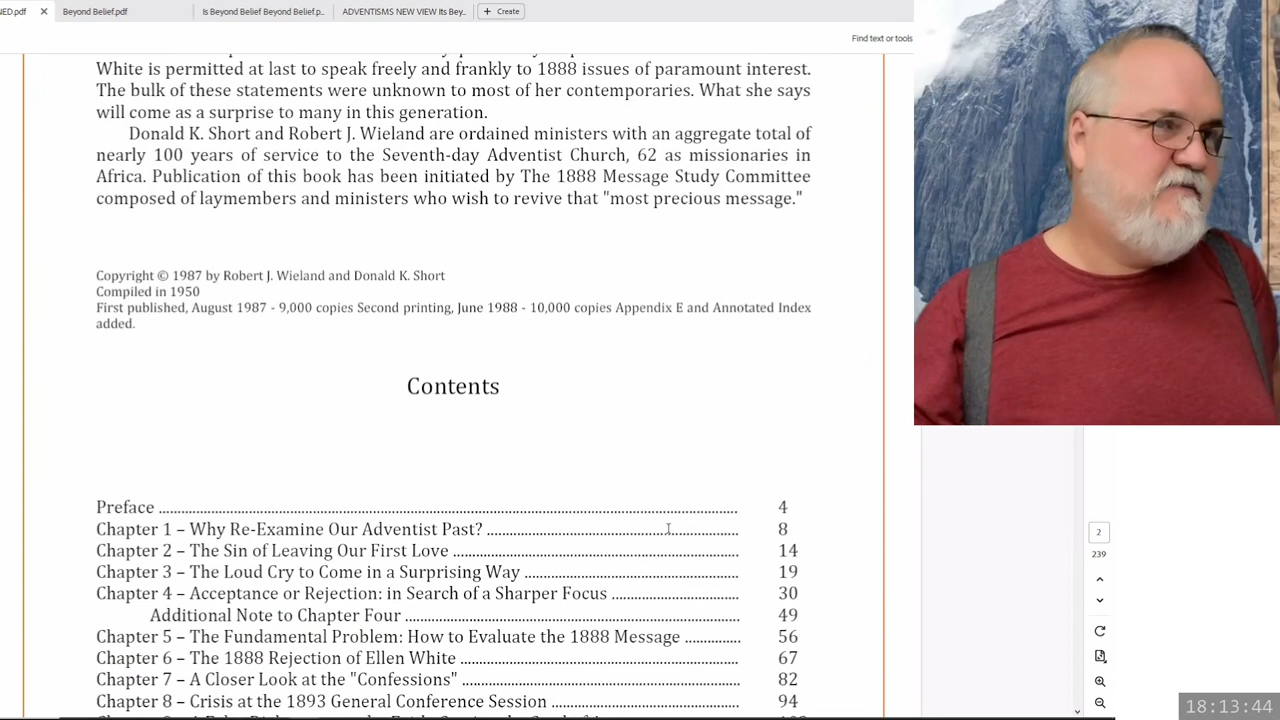 NED.pdf
Beyond Belief.pdf
Is Beyond Belief Beyond Belief.p..
ADVENTISMS NEW VIEW Its Bey..
Create
Find text or tools
White is permitted at last to speak freely and frankly to 1888 issues of paramount interest.
The bulk of these statements were unknown to most of her contemporaries. What she says
will come as a surprise to many in this generation.
Donald K. Short and Robert J. Wieland are ordained ministers with an aggregate total of
nearly 100 years of service to the Seventh-day Adventist Church, 62 as missionaries in
Africa. Publication of this book has been initiated by The 1888 Message Study Committee
composed of laymembers and ministers who wish to revive that "most precious message."
Copyright © 1987 by Robert J. Wieland and Donald K. Short
Compiled in 1950
First published, August 1987 - 9,000 copies Second printing, June 1988 - 10,000 copies Appendix E and Annotated Index
added.
Contents
Preface ........ 4
Chapter 1 – Why Re-Examine Our Adventist Past? ........ 8
Chapter 2 – The Sin of Leaving Our First Love ........ 14
Chapter 3 – The Loud Cry to Come in a Surprising Way ........ 19
Chapter 4 – Acceptance or Rejection: in Search of a Sharper Focus ........ 30
Additional Note to Chapter Four ........ 49
Chapter 5 – The Fundamental Problem: How to Evaluate the 1888 Message ........ 56
Chapter 6 – The 1888 Rejection of Ellen White ........ 67
Chapter 7 – A Closer Look at the "Confessions" ........ 82
Chapter 8 – Crisis at the 1893 General Conference Session ........ 94
2
239
18:13:44